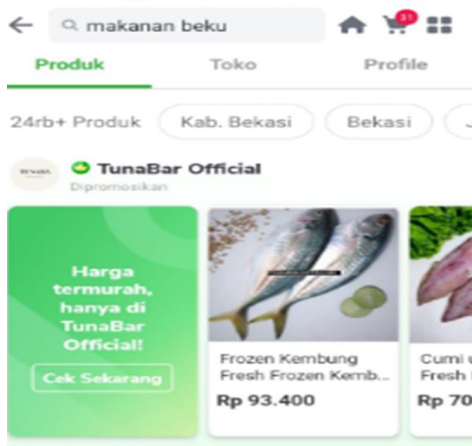 makanan beku
31
Produk Toko Profile
24rb+ Produk Kab. Bekasi Bekasi
TunaBar Official
Dipromosikan
Harga
termurah,
hanya di
TunaBar
Official!
Cek Sekarang
Frozen Kembung
Fresh Frozen Kemb...
Rp 93.400
Cumi
Fresh
Rp 70